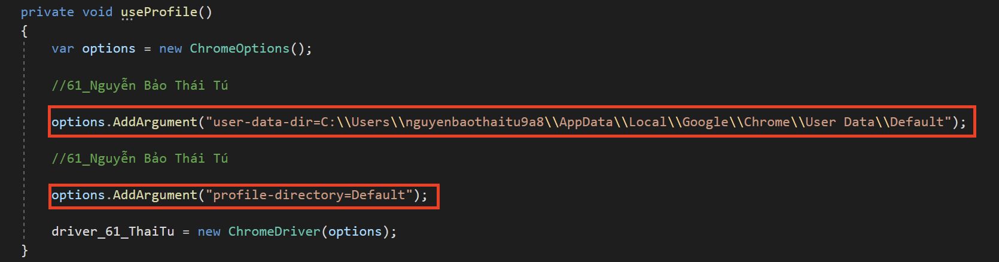 private void useProfile()
{
var options = new ChromeOptions();
//61_Nguyễn Bảo Thái Tú
options.AddArgument("user-data-dir=C:\\Users\\nguyenbaothaitu9a8\\AppData\\Local\\Google\\Chrome\\User Data\\Default");
//61_Nguyễn Bảo Thái Tú
options.AddArgument("profile-directory=Default");
driver_61_ThaiTu = new ChromeDriver(options);
}